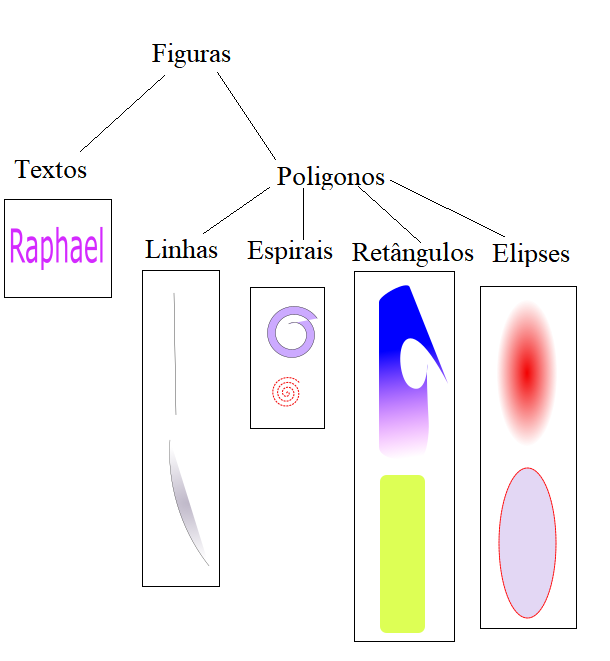 Figuras
Textos
Poligonos
Linhas
Espirais
Retângulos
Elipses
Raphael